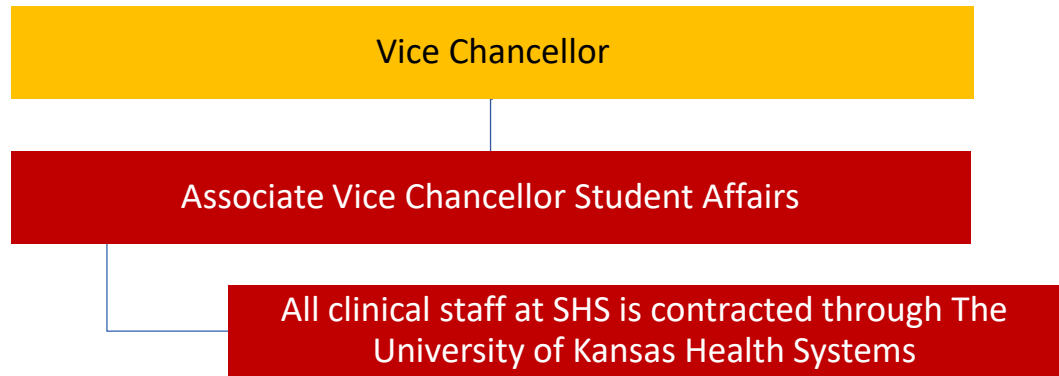 Vice Chancellor
Associate Vice Chancellor Student Affairs
All clinical staff at SHS is contracted through The
University of Kansas Health Systems